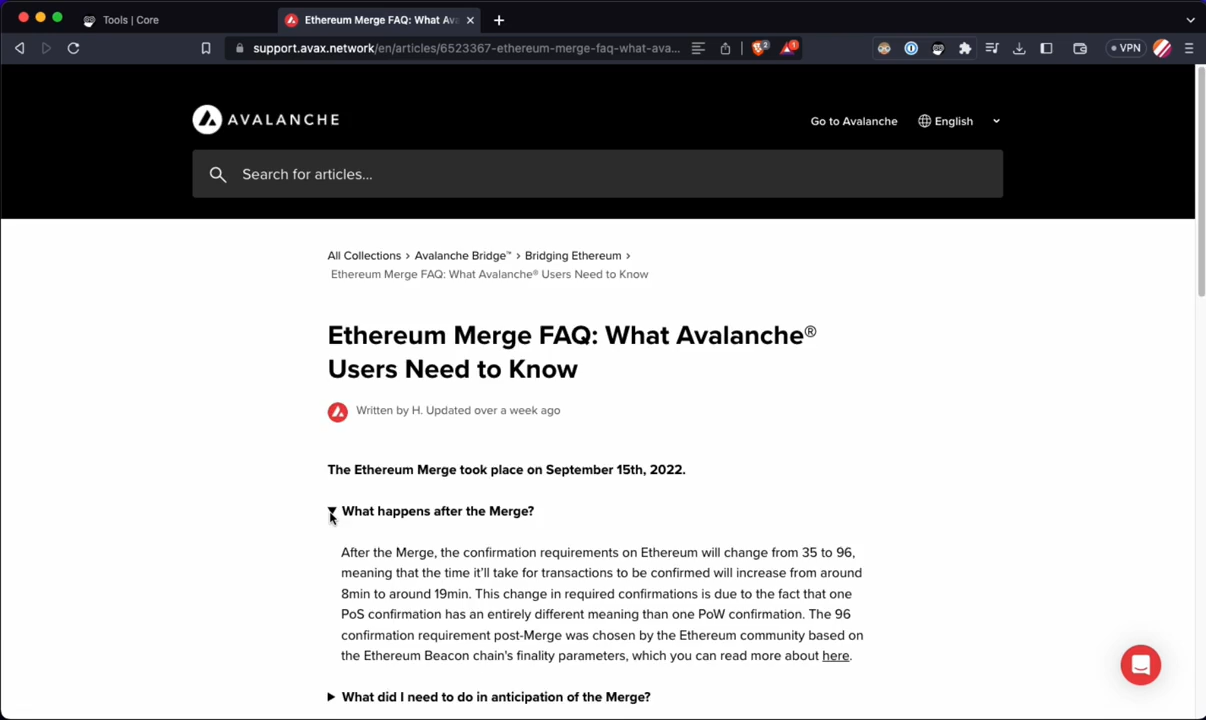 Tools | Core
Ethereum Merge FAQ: What Ava
support.avax.network/en/articles/6523367-ethereum-merge-faq-what-ava...
2
1
VPN
AVALANCHE
Go to Avalanche
English
Search for articles...
All Collections > Avalanche Bridge™ > Bridging Ethereum >
Ethereum Merge FAQ: What Avalanche® Users Need to Know
Ethereum Merge FAQ: What Avalanche®
Users Need to Know
Written by H. Updated over a week ago
The Ethereum Merge took place on September 15th, 2022.
What happens after the Merge?
After the Merge, the confirmation requirements on Ethereum will change from 35 to 96,
meaning that the time it'll take for transactions to be confirmed will increase from around
8min to around 19min. This change in required confirmations is due to the fact that one
PoS confirmation has an entirely different meaning than one PoW confirmation. The 96
confirmation requirement post-Merge was chosen by the Ethereum community based on
the Ethereum Beacon chain's finality parameters, which you can read more about here.
What did I need to do in anticipation of the Merge?